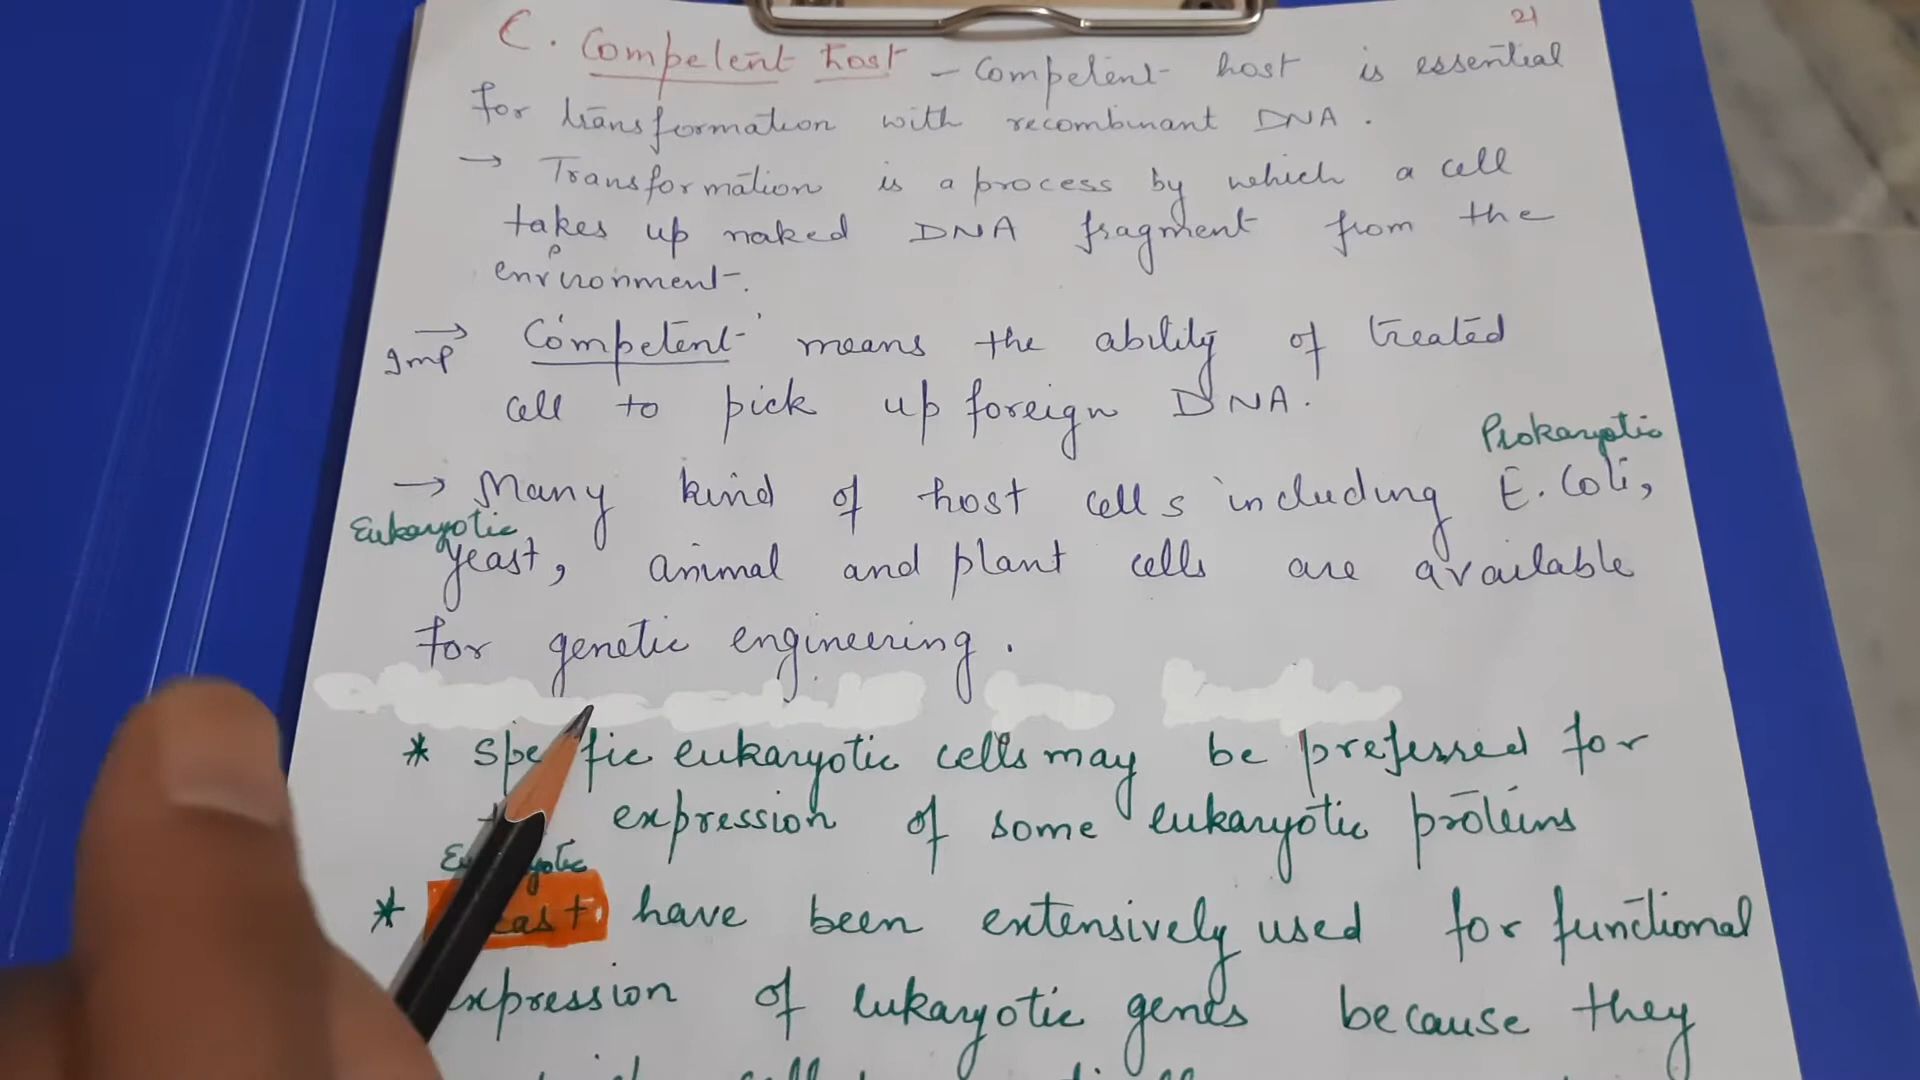 21
C. Competent host – Competent host is essential
for transformation with recombinant DNA.
→ Transformation is a process by which a cell
takes up naked DNA fragment from the
environment.
Imp → 'Competent' means the ability of treated
cell to pick up foreign DNA.
Prokaryotic
→ Many kind of host cells including E. Coli,
Eukaryotic
yeast, animal and plant cells are available
for genetic engineering.
* eukaryotic cells may be preferred for
expression of some eukaryotic proteins
* have been extensively used for functional
expression of eukaryotic genes because they